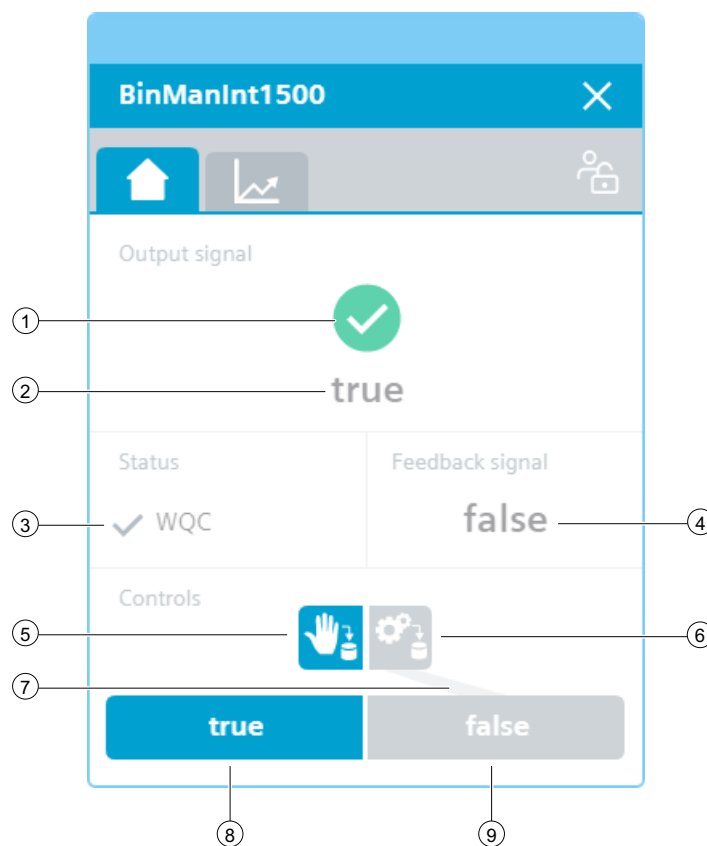 BinManInt1500
Output signal
1
2
true
Status
Feedback signal
3
WQC
false
4
Controls
5
6
7
true
false
8
9